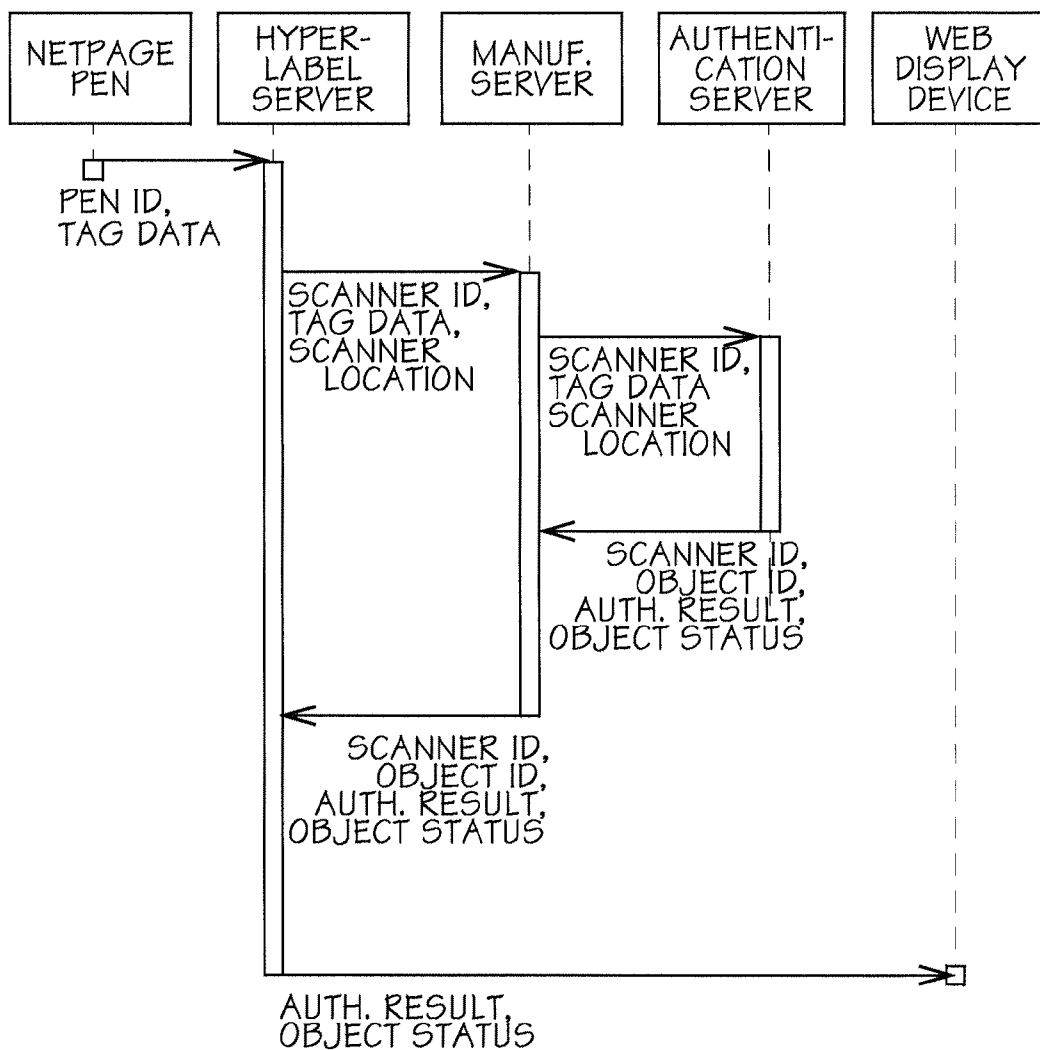 NETPAGE
PEN
HYPER-
LABEL
SERVER
MANUF.
SERVER
AUTHENTI-
CATION
SERVER
WEB
DISPLAY
DEVICE
PEN ID,
TAG DATA
SCANNER ID,
TAG DATA,
SCANNER
LOCATION
SCANNER ID,
TAG DATA
SCANNER
LOCATION
SCANNER ID,
OBJECT ID,
AUTH. RESULT,
OBJECT STATUS
SCANNER ID,
OBJECT ID,
AUTH. RESULT,
OBJECT STATUS
AUTH. RESULT,
OBJECT STATUS